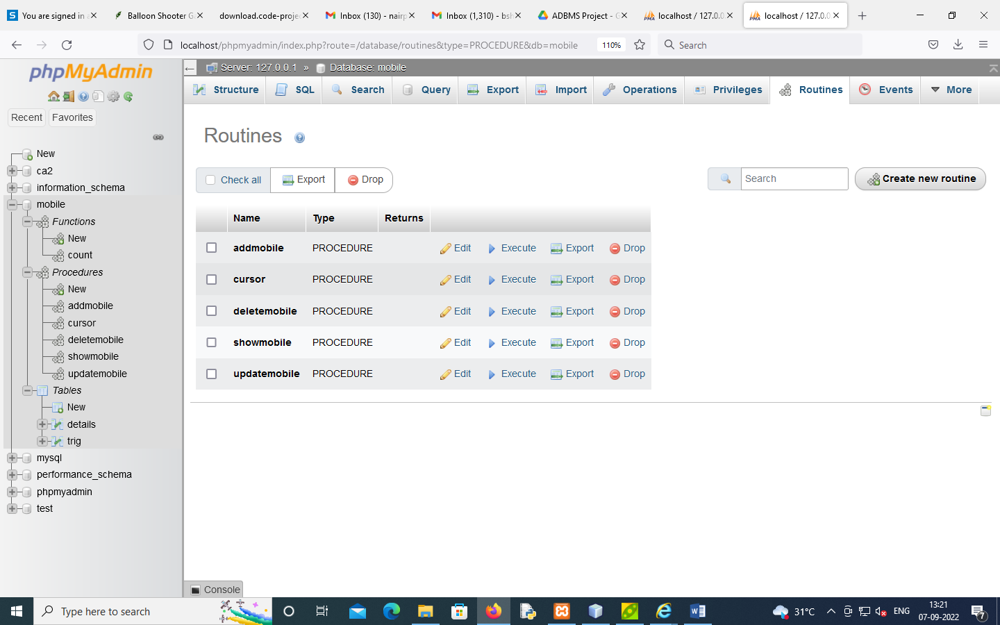 You are signed in a
Balloon Shooter Ga
download.code-projec
Inbox (130) - nairp
Inbox (1,310) - bsh
ADBMS Project - G
localhost / 127.0.0
localhost / 127.0.0
localhost/phpmyadmin/index.php?route=/database/routines&type=PROCEDURE&db=mobile
110%
Search
phpMyAdmin
Recent
Favorites
New
ca2
information_schema
mobile
Functions
New
count
Procedures
New
addmobile
cursor
deletemobile
showmobile
updatemobile
Tables
New
details
trig
mysql
performance_schema
phpmyadmin
test
Server: 127.0.0.1 » Database: mobile
Structure SQL Search Query Export Import Operations Privileges Routines Events More
Routines
Check all Export Drop
Search
Create new routine
Name Type Returns
addmobile PROCEDURE Edit Execute Export Drop
cursor PROCEDURE Edit Execute Export Drop
deletemobile PROCEDURE Edit Execute Export Drop
showmobile PROCEDURE Edit Execute Export Drop
updatemobile PROCEDURE Edit Execute Export Drop
Console
Type here to search
31°C
ENG
13:21
07-09-2022
7